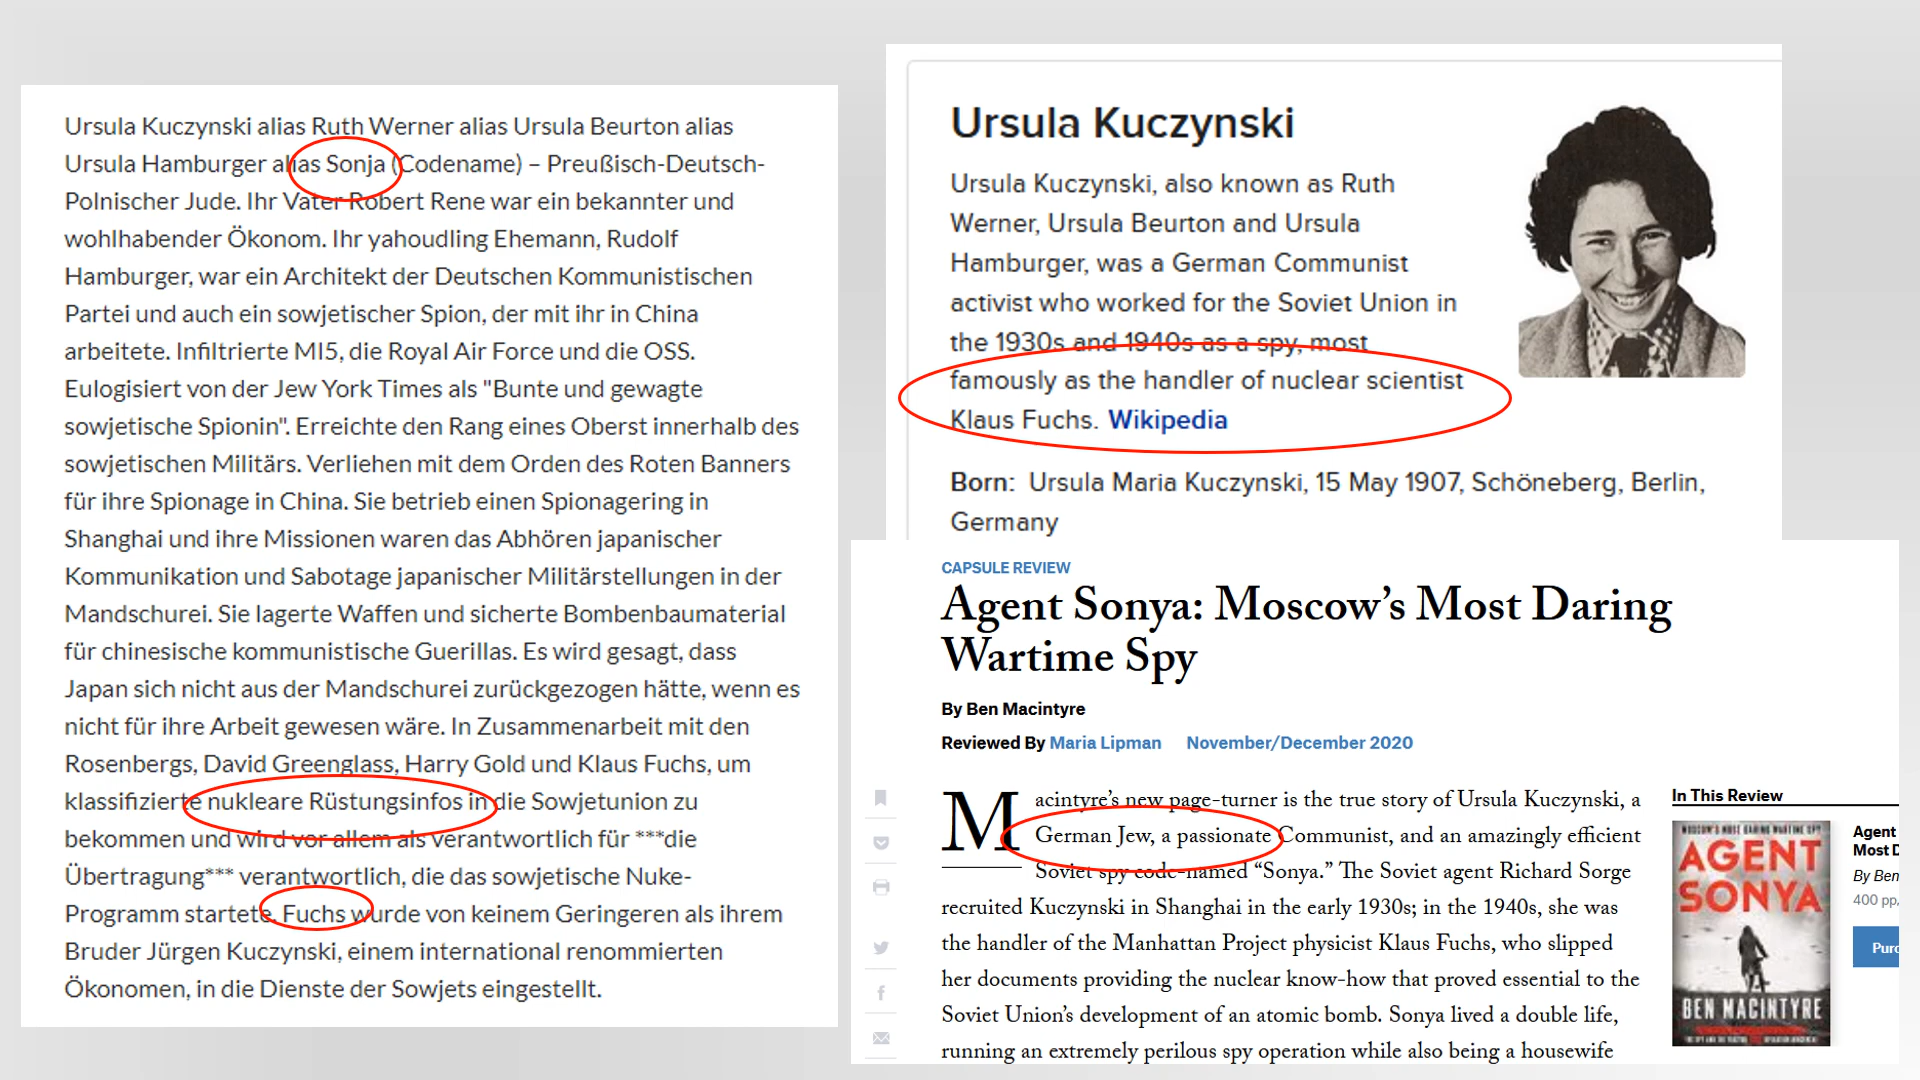 Ursula Kuczynski alias Ruth Werner alias Ursula Beurton alias
Ursula Hamburger alias Sonja (Codename) – Preußisch-Deutsch-
Polnischer Jude. Ihr Vater Robert Rene war ein bekannter und
wohlhabender Ökonom. Ihr yahoudling Ehemann, Rudolf
Hamburger, war ein Architekt der Deutschen Kommunistischen
Partei und auch ein sowjetischer Spion, der mit ihr in China
arbeitete. Infiltrierte MI5, die Royal Air Force und die OSS.
Eulogisiert von der Jew York Times als "Bunte und gewagte
sowjetische Spionin". Erreichte den Rang eines Oberst innerhalb des
sowjetischen Militärs. Verliehen mit dem Orden des Roten Banners
für ihre Spionage in China. Sie betrieb einen Spionagering in
Shanghai und ihre Missionen waren das Abhören japanischer
Kommunikation und Sabotage japanischer Militärstellungen in der
Mandschurei. Sie lagerte Waffen und sicherte Bombenbaumaterial
für chinesische kommunistische Guerillas. Es wird gesagt, dass
Japan sich nicht aus der Mandschurei zurückgezogen hätte, wenn es
nicht für ihre Arbeit gewesen wäre. In Zusammenarbeit mit den
Rosenbergs, David Greenglass, Harry Gold und Klaus Fuchs, um
klassifizierte nukleare Rüstungsinfos in die Sowjetunion zu
bekommen und wird vor allem als verantwortlich für ***die
Übertragung*** verantwortlich, die das sowjetische Nuke-
Programm startete. Fuchs wurde von keinem Geringeren als ihrem
Bruder Jürgen Kuczynski, einem international renommierten
Ökonomen, in die Dienste der Sowjets eingestellt.
Ursula Kuczynski
Ursula Kuczynski, also known as Ruth
Werner, Ursula Beurton and Ursula
Hamburger, was a German Communist
activist who worked for the Soviet Union in
the 1930s and 1940s as a spy, most
famously as the handler of nuclear scientist
Klaus Fuchs. Wikipedia
Born: Ursula Maria Kuczynski, 15 May 1907, Schöneberg, Berlin,
Germany
CAPSULE REVIEW
Agent Sonya: Moscow's Most Daring
Wartime Spy
By Ben Macintyre
Reviewed By Maria Lipman November/December 2020
Macintyre's new page-turner is the true story of Ursula Kuczynski, a
German Jew, a passionate Communist, and an amazingly efficient
Soviet spy code-named “Sonya.” The Soviet agent Richard Sorge
recruited Kuczynski in Shanghai in the early 1930s; in the 1940s, she was
the handler of the Manhattan Project physicist Klaus Fuchs, who slipped
her documents providing the nuclear know-how that proved essential to the
Soviet Union's development of an atomic bomb. Sonya lived a double life,
running an extremely perilous spy operation while also being a housewife
In This Review
MOSCOW'S MOST DARING WARTIME SPY
AGENT
SONYA
BEN MACINTYRE
Agent
Most D
By Ben
400 pp,
Purc